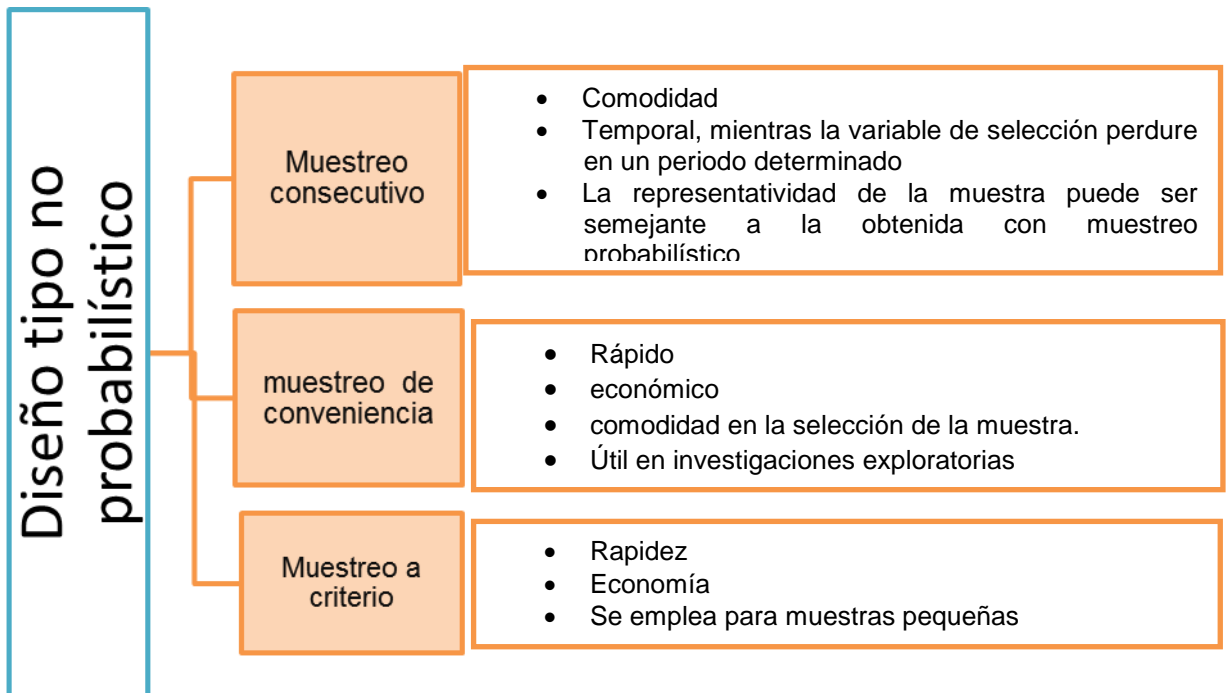 Diseño tipo no
probabilístico
Muestreo
consecutivo
• Comodidad
• Temporal, mientras la variable de selección perdure
en un periodo determinado
• La representatividad de la muestra puede ser
semejante a la obtenida con muestreo
probabilístico
muestreo de
conveniencia
• Rápido
• económico
• comodidad en la selección de la muestra.
• Útil en investigaciones exploratorias
Muestreo a
criterio
• Rapidez
• Economía
• Se emplea para muestras pequeñas